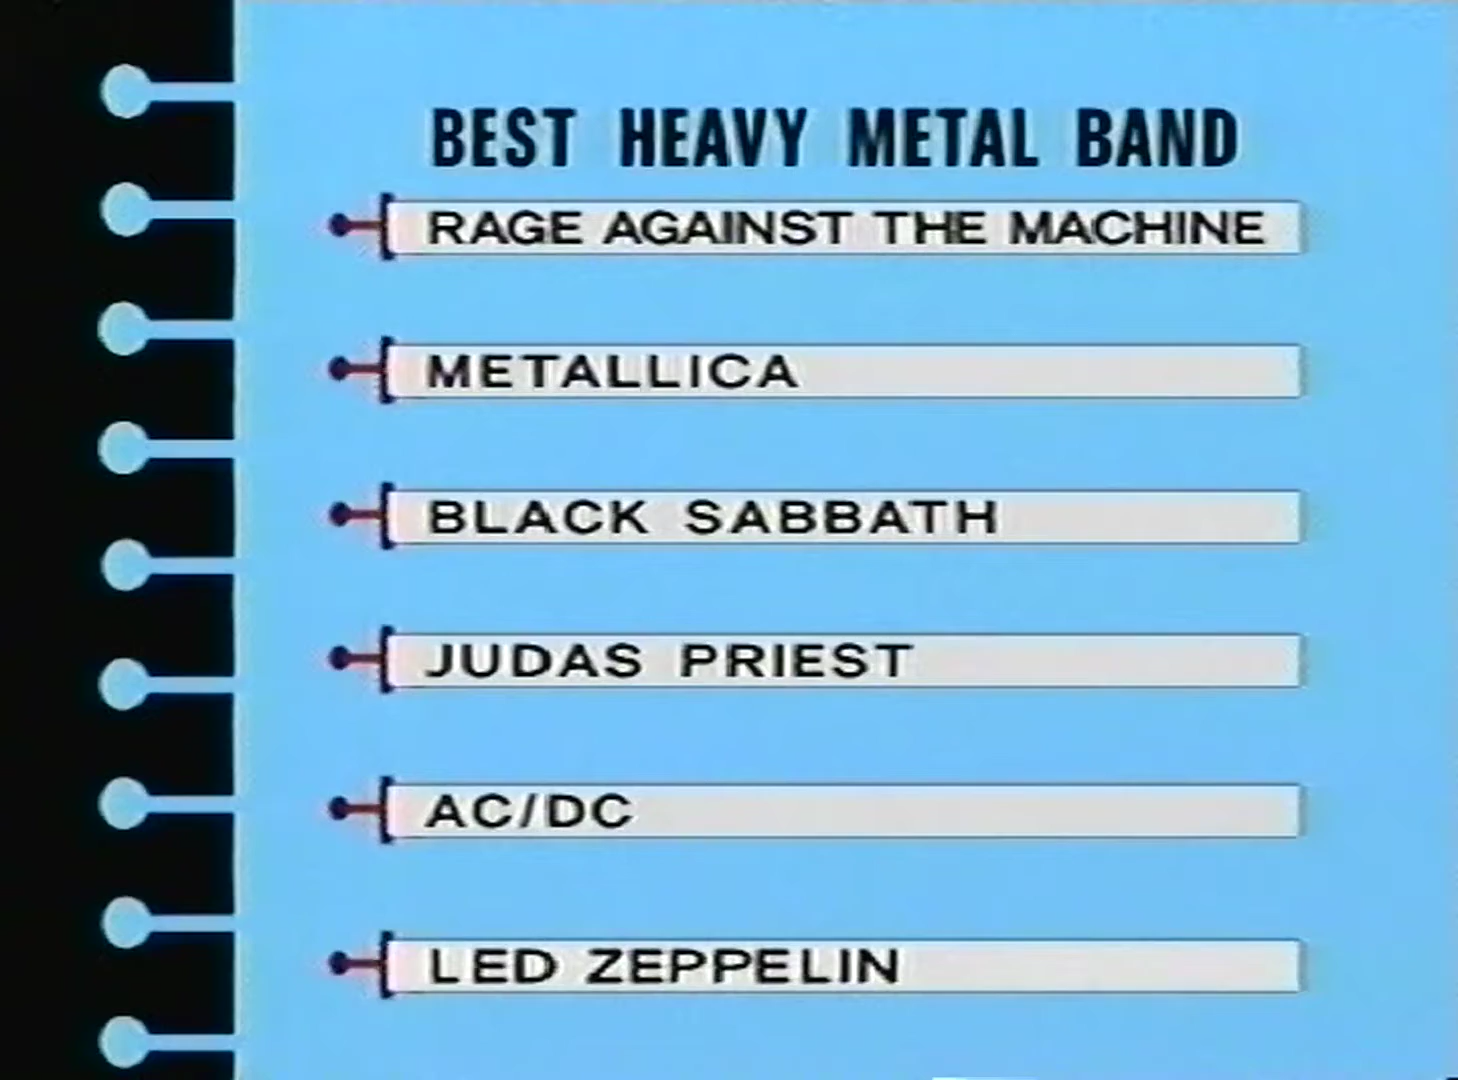 BEST HEAVY METAL BAND
RAGE AGAINST THE MACHINE
METALLICA
BLACK SABBATH
JUDAS PRIEST
AC/DC
LED ZEPPELIN